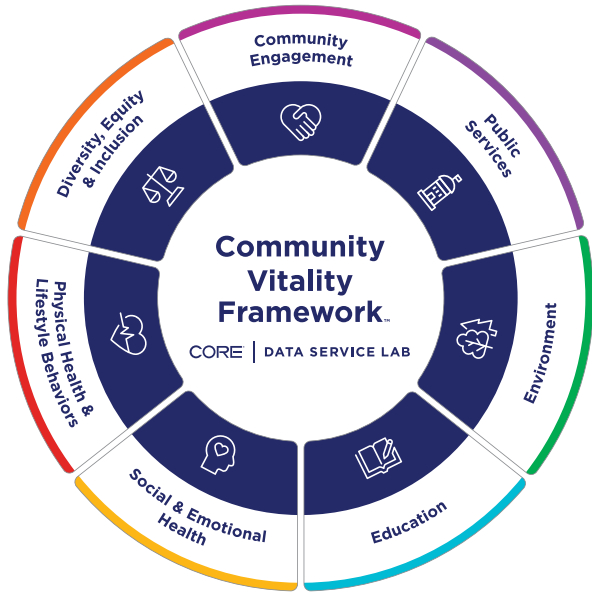 Community
Engagement
Public
Services
Environment
Education
Social & Emotional
Health
Physical Health &
Lifestyle Behaviors
Diversity, Equity
& Inclusion
Community
Vitality
Framework™
CORE | DATA SERVICE LAB